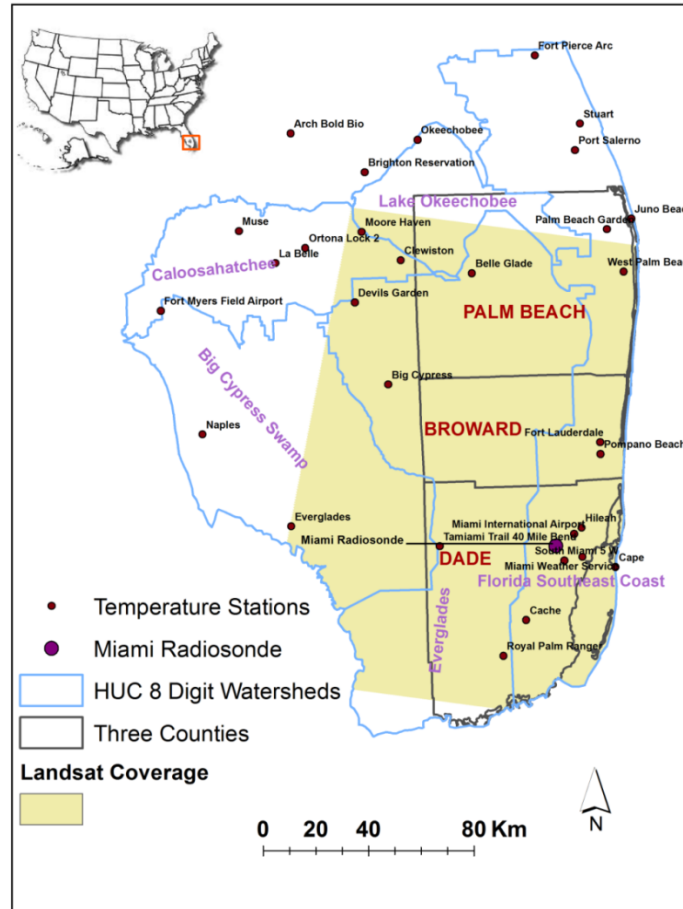 Fort Pierce Arc
Stuart
Arch Bold Bio
Okeechobee
Port Salerno
Brighton Reservation
Lake Okeechobee
Juno Beac
Muse
Moore Haven
Palm Beach Garden
Ortona Lock 2
La Belle
Clewiston
Caloosahatchee
Belle Glade
West Palm Beac
Fort Myers Field Airport
Devils Garden
PALM BEACH
Big Cypress
Big Cypress Swamp
Naples
BROWARD
Fort Lauderdale
Pompano Beach
Everglades
Miami International Airport
Hileah
Miami Radiosonde
Tamiami Trail 40 Mile Bend
DADE
South Miami 5 W
Miami Weather Service
Cape
Florida Southeast Coast
Everglades
Cache
Royal Palm Ranger
Temperature Stations
Miami Radiosonde
HUC 8 Digit Watersheds
Three Counties
Landsat Coverage
0 20 40 80 Km
N